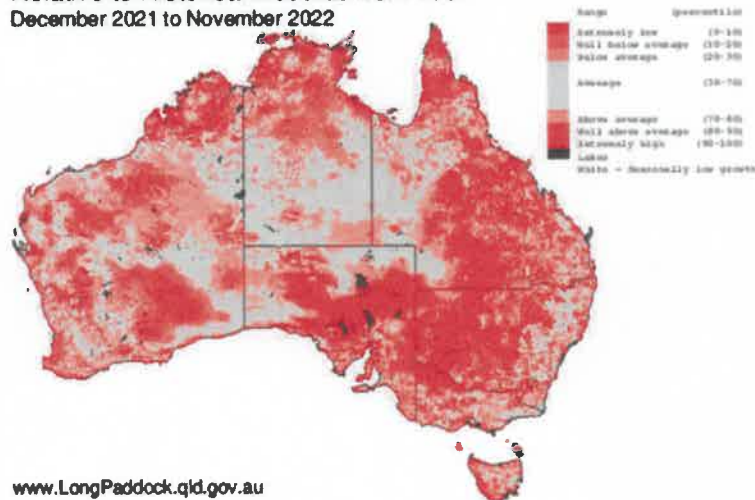 December 2021 to November 2022
Range (percentile)
Extremely low (0-10)
Well below average (10-20)
Below average (20-30)
Average (30-70)
Above average (70-80)
Well above average (80-90)
Extremely high (90-100)
Lakes
White - Seasonally low growth
www.LongPaddock.qld.gov.au